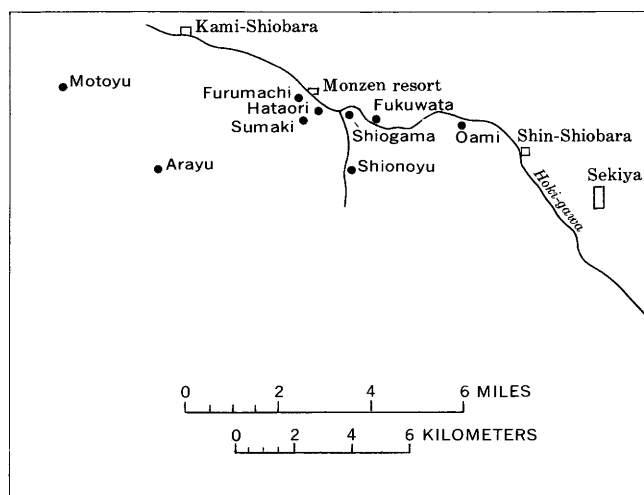 Kami-Shiobara
Motoyu
Furumachi
Monzen resort
Hataori
Fukuwata
Sumaki
Shiogama
Oami
Shin-Shiobara
Arayu
Shionoyu
Sekiya
Hoki-gawa
0 2 4 6 MILES
0 2 4 6 KILOMETERS